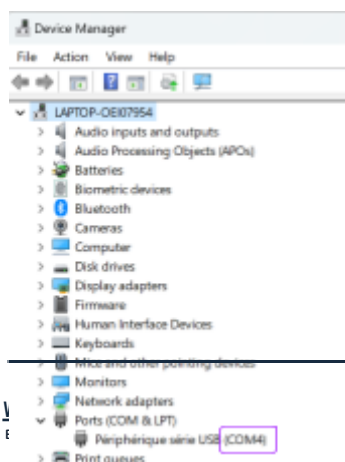 Device Manager
File Action View Help
LAPTOP-OEI07954
Audio inputs and outputs
Audio Processing Objects (APOs)
Batteries
Biometric devices
Bluetooth
Cameras
Computer
Disk drives
Display adapters
Firmware
Human Interface Devices
Keyboards
Mice and other pointing devices
Monitors
Network adapters
Ports (COM & LPT)
Périphérique série USB (COM4)
Print queues